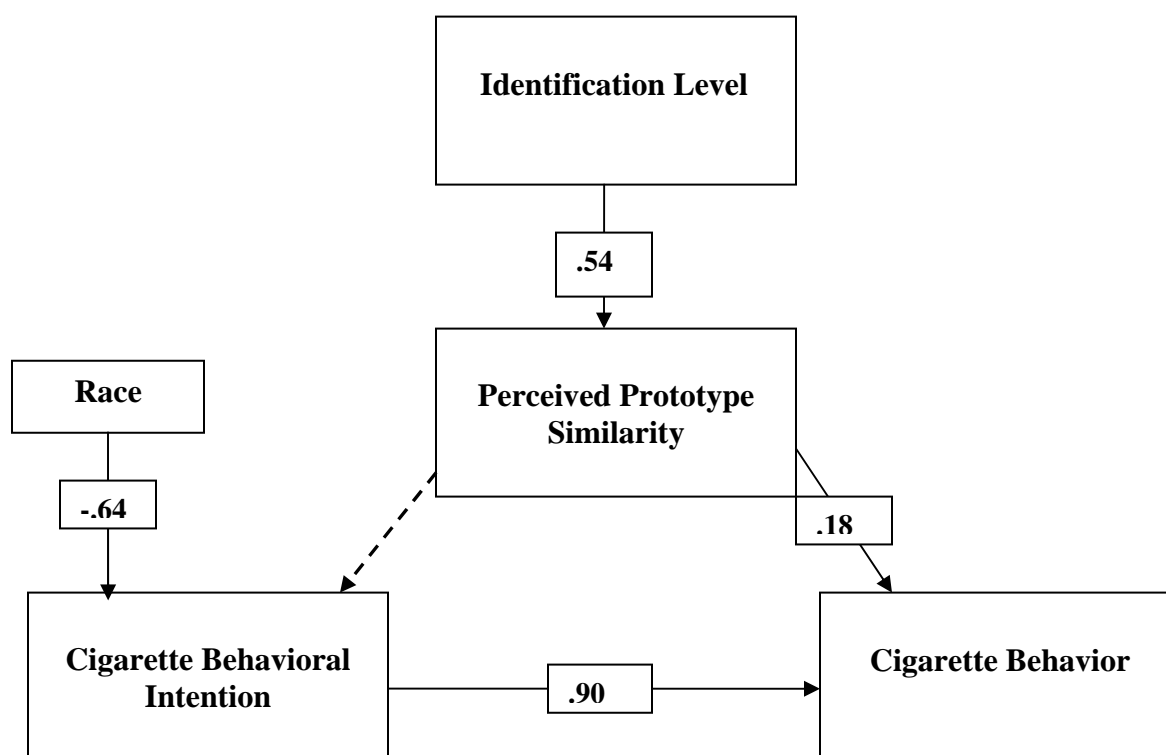 Identification Level
.54
Perceived Prototype
Similarity
Race
-.64
.18
Cigarette Behavioral
Intention
Cigarette Behavior
.90